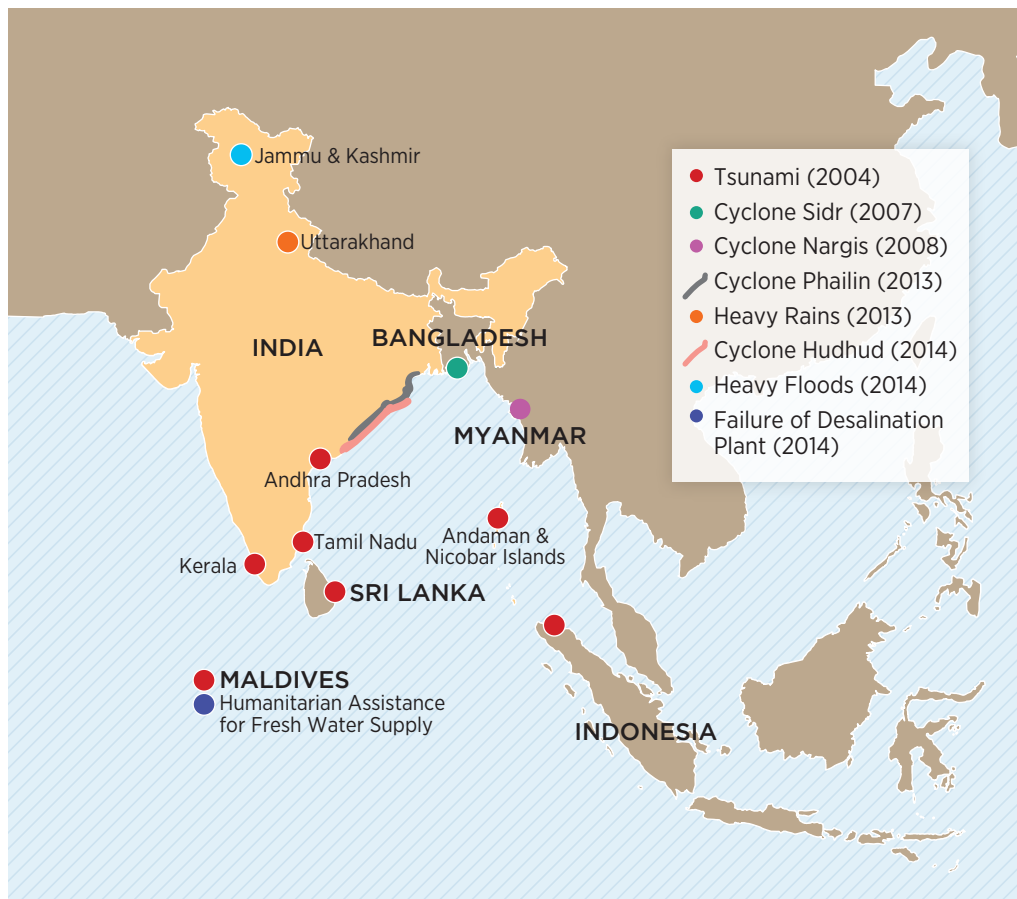 Jammu & Kashmir
Uttarakhand
INDIA
BANGLADESH
MYANMAR
Andhra Pradesh
Tamil Nadu
Andaman &
Nicobar Islands
Kerala
SRI LANKA
MALDIVES
Humanitarian Assistance
for Fresh Water Supply
INDONESIA
Tsunami (2004)
Cyclone Sidr (2007)
Cyclone Nargis (2008)
Cyclone Phailin (2013)
Heavy Rains (2013)
Cyclone Hudhud (2014)
Heavy Floods (2014)
Failure of Desalination
Plant (2014)